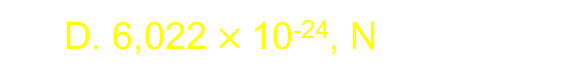 D. 6,022 × 10⁻²⁴, N